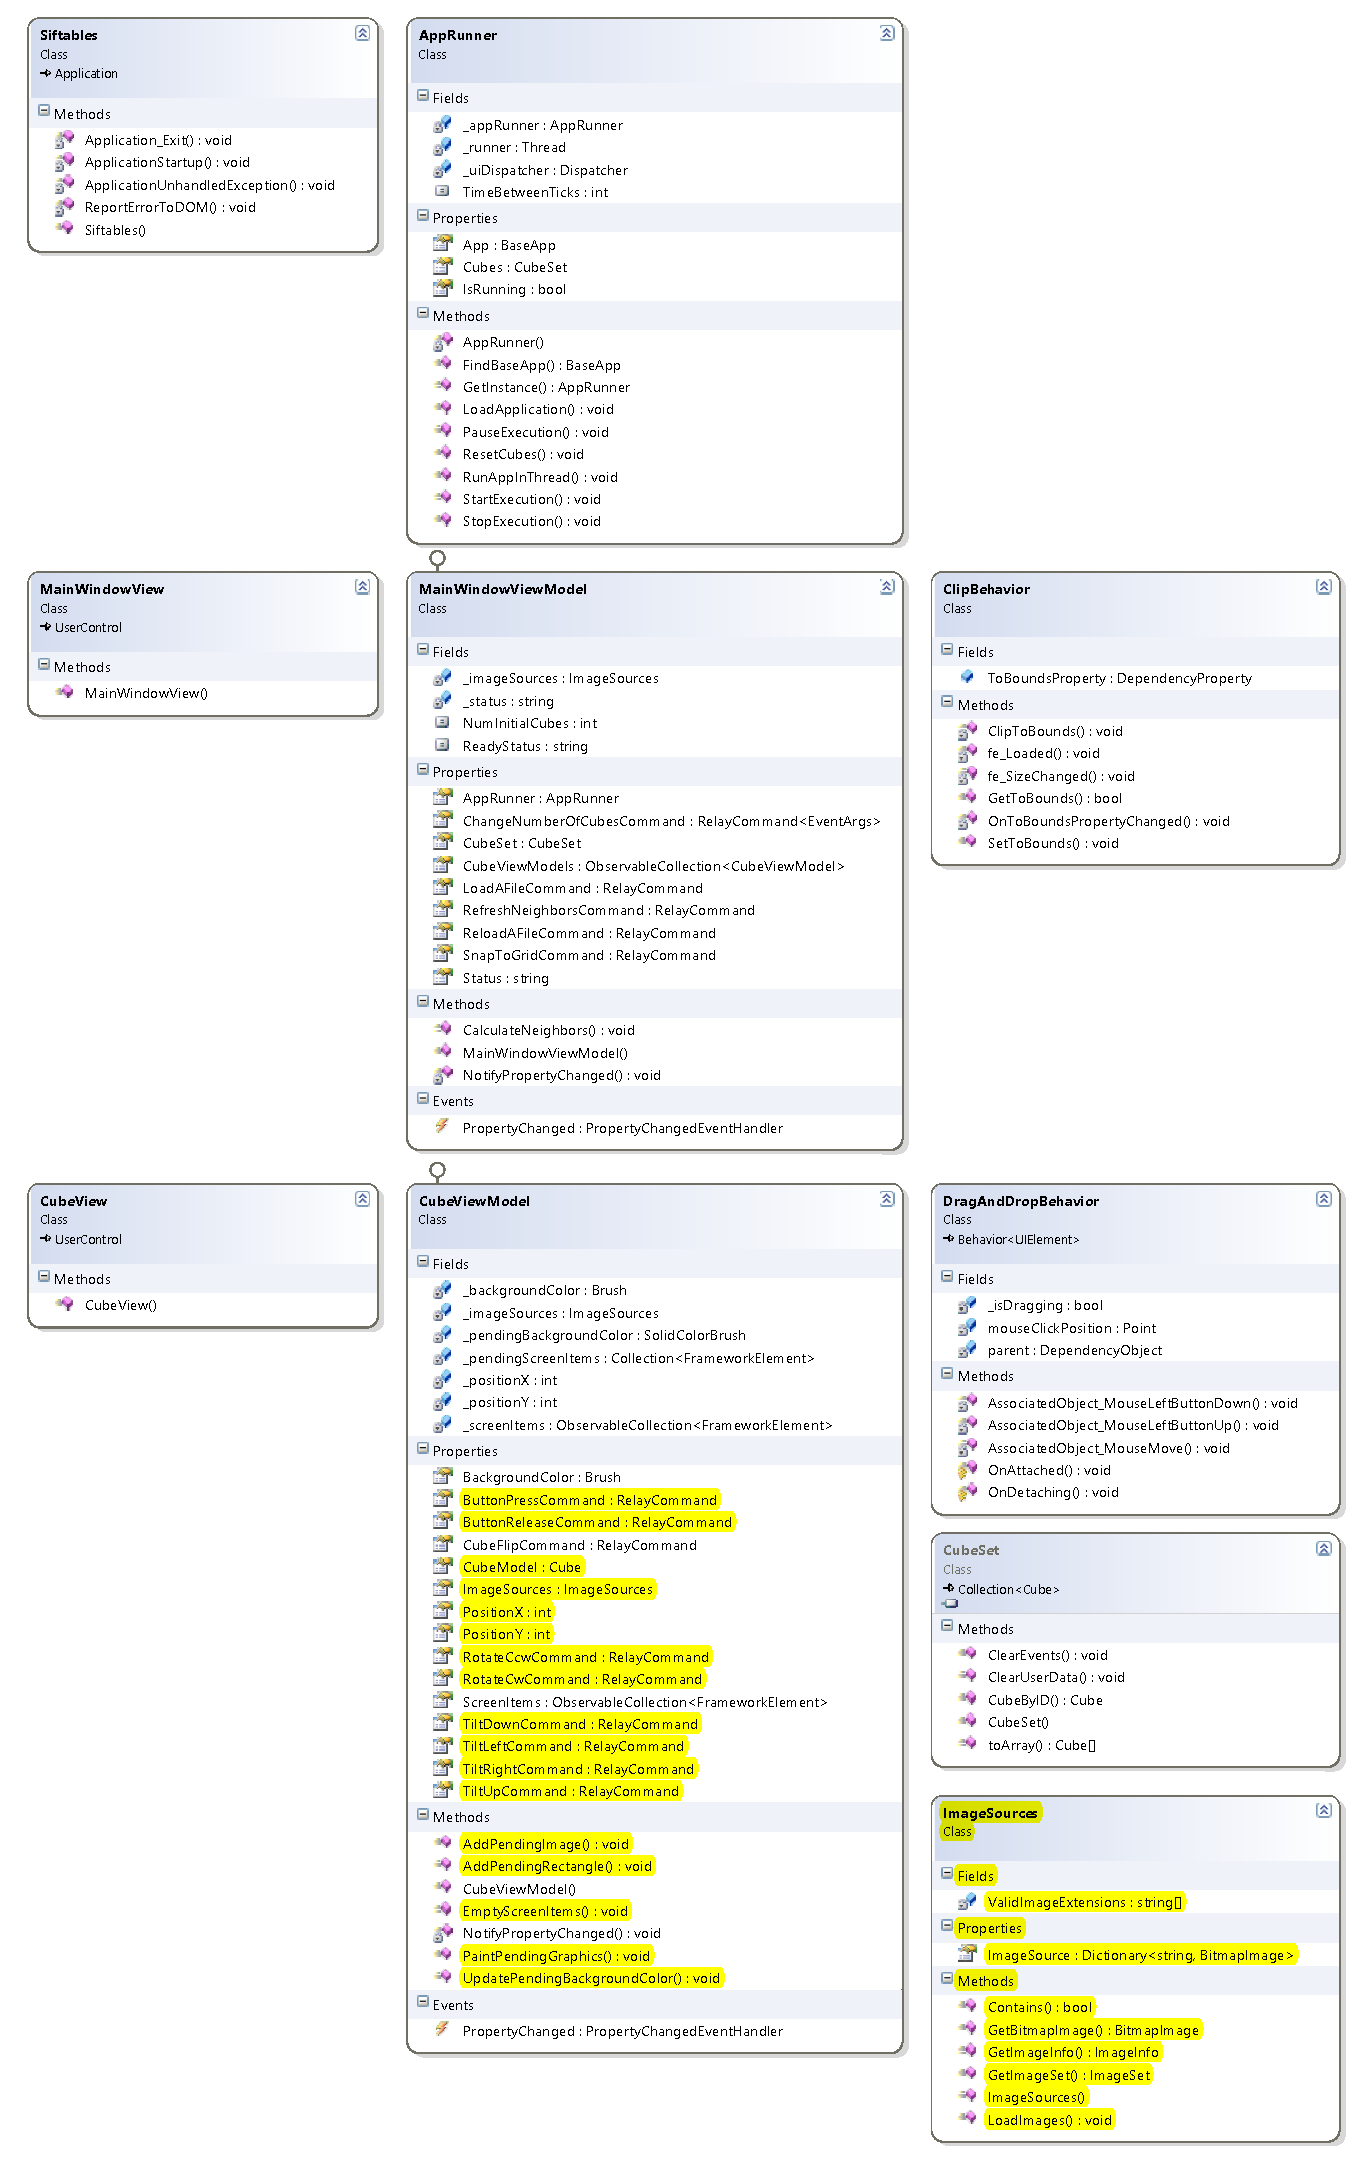 Siftables
Class
Application
Methods
Application_Exit() : void
ApplicationStartup() : void
ApplicationUnhandledException() : void
ReportErrorToDOM() : void
Siftables()
AppRunner
Class
Fields
_appRunner : AppRunner
_runner : Thread
_uiDispatcher : Dispatcher
TimeBetweenTicks : int
Properties
App : BaseApp
Cubes : CubeSet
IsRunning : bool
Methods
AppRunner()
FindBaseApp() : BaseApp
GetInstance() : AppRunner
LoadApplication() : void
PauseExecution() : void
ResetCubes() : void
RunAppInThread() : void
StartExecution() : void
StopExecution() : void
MainWindowView
Class
UserControl
Methods
MainWindowView()
MainWindowViewModel
Class
Fields
_imageSources : ImageSources
_status : string
NumInitialCubes : int
ReadyStatus : string
Properties
AppRunner : AppRunner
ChangeNumberOfCubesCommand : RelayCommand<EventArgs>
CubeSet : CubeSet
CubeViewModels : ObservableCollection<CubeViewModel>
LoadAFileCommand : RelayCommand
RefreshNeighborsCommand : RelayCommand
ReloadAFileCommand : RelayCommand
SnapToGridCommand : RelayCommand
Status : string
Methods
CalculateNeighbors() : void
MainWindowViewModel()
NotifyPropertyChanged() : void
Events
PropertyChanged : PropertyChangedEventHandler
ClipBehavior
Class
Fields
ToBoundsProperty : DependencyProperty
Methods
ClipToBounds() : void
fe_Loaded() : void
fe_SizeChanged() : void
GetToBounds() : bool
OnToBoundsPropertyChanged() : void
SetToBounds() : void
CubeView
Class
UserControl
Methods
CubeView()
CubeViewModel
Class
Fields
_backgroundColor : Brush
_imageSources : ImageSources
_pendingBackgroundColor : SolidColorBrush
_pendingScreenItems : Collection<FrameworkElement>
_positionX : int
_positionY : int
_screenItems : ObservableCollection<FrameworkElement>
Properties
BackgroundColor : Brush
ButtonPressCommand : RelayCommand
ButtonReleaseCommand : RelayCommand
CubeFlipCommand : RelayCommand
CubeModel : Cube
ImageSources : ImageSources
PositionX : int
PositionY : int
RotateCcwCommand : RelayCommand
RotateCwCommand : RelayCommand
ScreenItems : ObservableCollection<FrameworkElement>
TiltDownCommand : RelayCommand
TiltLeftCommand : RelayCommand
TiltRightCommand : RelayCommand
TiltUpCommand : RelayCommand
Methods
AddPendingImage() : void
AddPendingRectangle() : void
CubeViewModel()
EmptyScreenItems() : void
NotifyPropertyChanged() : void
PaintPendingGraphics() : void
UpdatePendingBackgroundColor() : void
Events
PropertyChanged : PropertyChangedEventHandler
DragAndDropBehavior
Class
Behavior<UIElement>
Fields
_isDragging : bool
mouseClickPosition : Point
parent : DependencyObject
Methods
AssociatedObject_MouseLeftButtonDown() : void
AssociatedObject_MouseLeftButtonUp() : void
AssociatedObject_MouseMove() : void
OnAttached() : void
OnDetaching() : void
CubeSet
Class
Collection<Cube>
Methods
ClearEvents() : void
ClearUserData() : void
CubeByID() : Cube
CubeSet()
toArray() : Cube[]
ImageSources
Class
Fields
ValidImageExtensions : string[]
Properties
ImageSource : Dictionary<string, BitmapImage>
Methods
Contains() : bool
GetBitmapImage() : BitmapImage
GetImageInfo() : ImageInfo
GetImageSet() : ImageSet
ImageSources()
LoadImages() : void